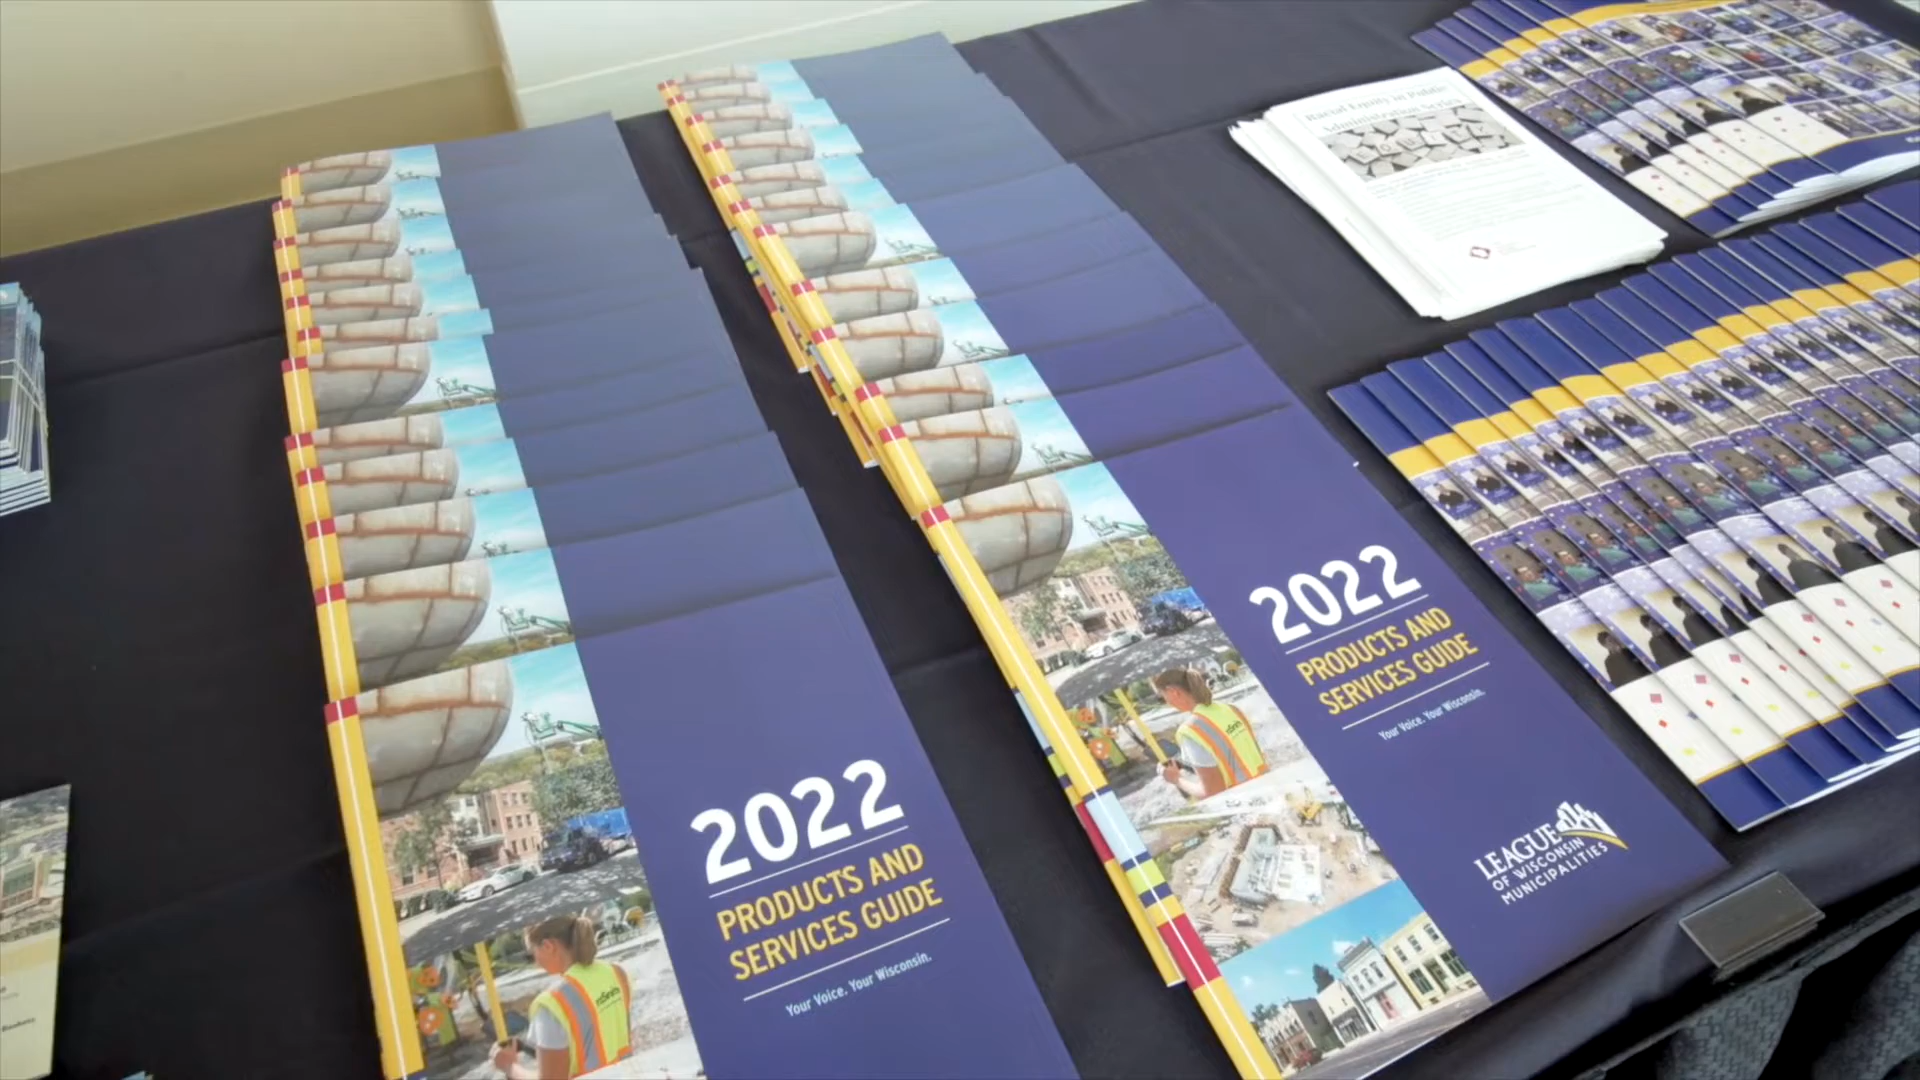 2022
PRODUCTS AND
SERVICES GUIDE
Your Voice. Your Wisconsin.
2022
PRODUCTS AND
SERVICES GUIDE
Your Voice. Your Wisconsin.
LEAGUE
OF WISCONSIN
MUNICIPALITIES
Racial Equity in Public
Administration Series